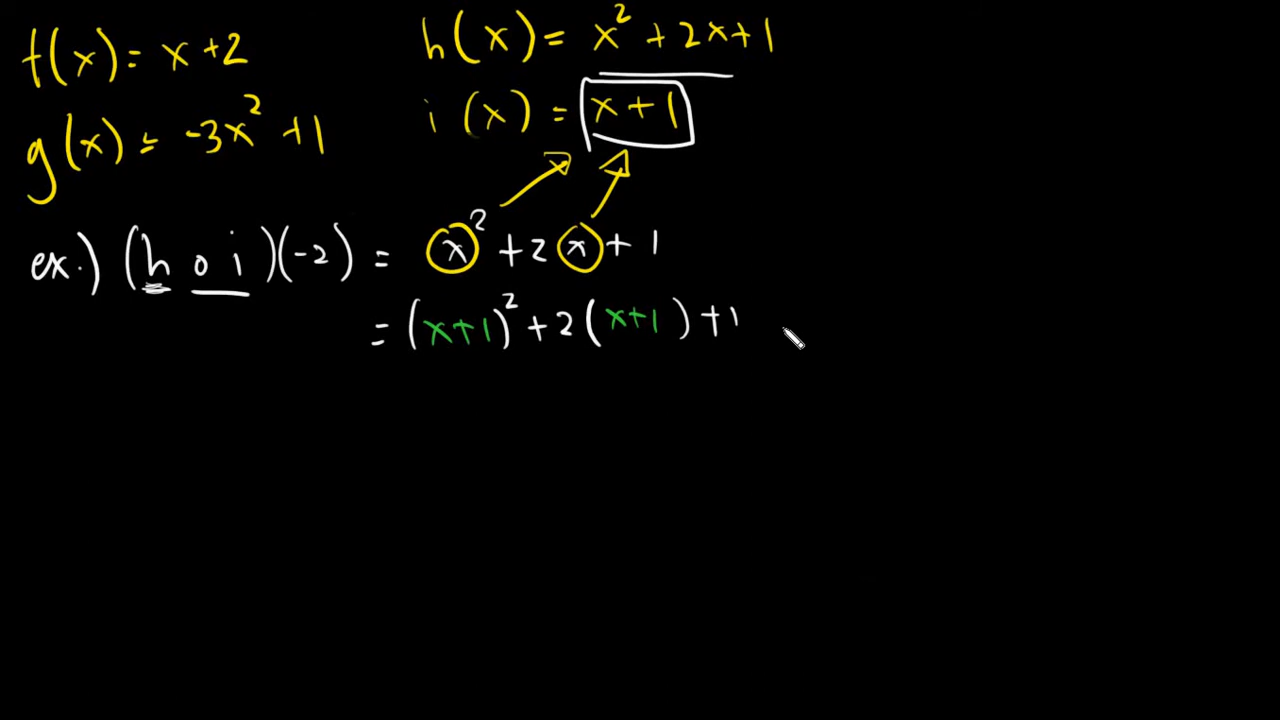 f(x) = x+2
g(x) = -3x² + 1
h(x) = x² + 2x + 1
i(x) = x + 1
ex.) (h o i)(-2) = x² + 2x + 1
= (x+1)² + 2(x+1) + 1